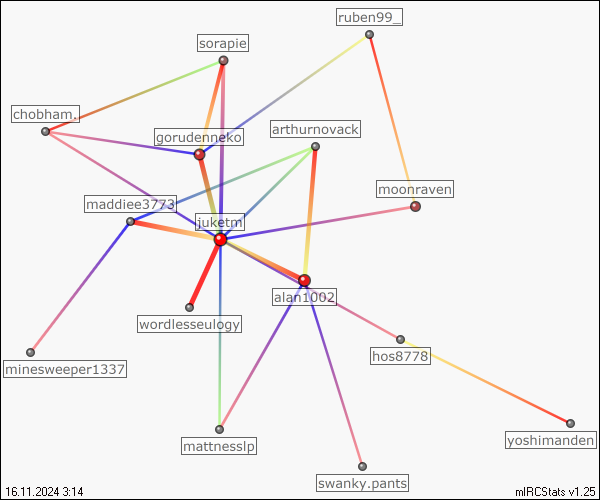 ruben99_
sorapie
chobham.
gorudenneko
arthurnovack
moonraven
maddiee3773
juketm
alan1002
wordlesseulogy
hos8778
minesweeper1337
mattnesslp
yoshimanden
swanky.pants
16.11.2024 3:14
mIRCStats v1.25